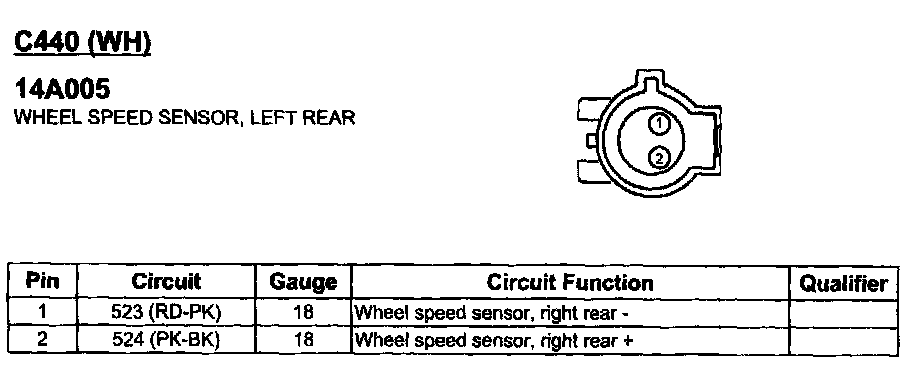 C440 (WH)
14A005
WHEEL SPEED SENSOR, LEFT REAR
1
2
Pin Circuit Gauge Circuit Function Qualifier
1 523 (RD-PK) 18 Wheel speed sensor, right rear -
2 524 (PK-BK) 18 Wheel speed sensor, right rear +